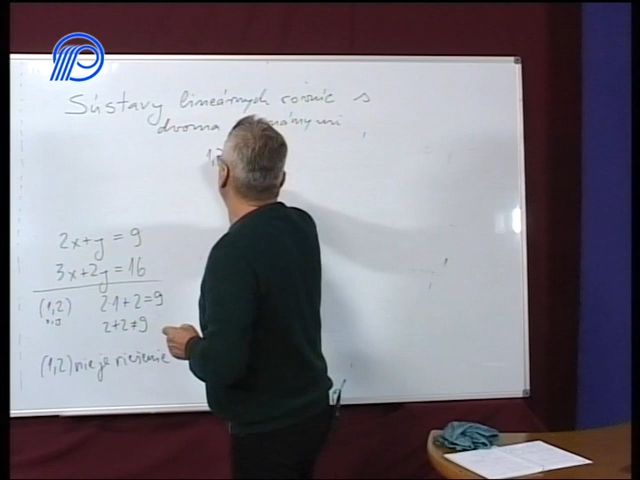 Sústavy lineárnych rovníc s
dvoma
2x+y=9
3x+2y=16
(1,2) 2·1+2=9
2+2≠9
(1,2) nie je riešenie